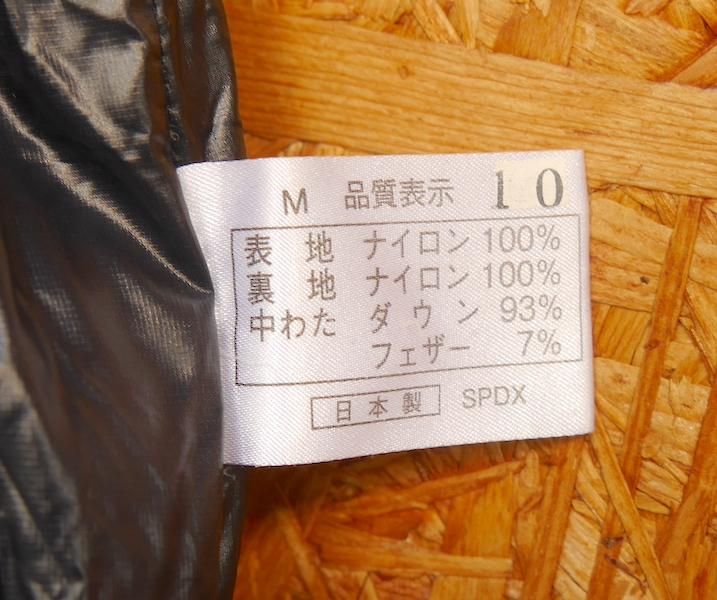 M 品質表示 10
表地 ナイロン 100%
裏地 ナイロン 100%
中わた ダウン 93%
フェザー 7%
日本製 SPDX